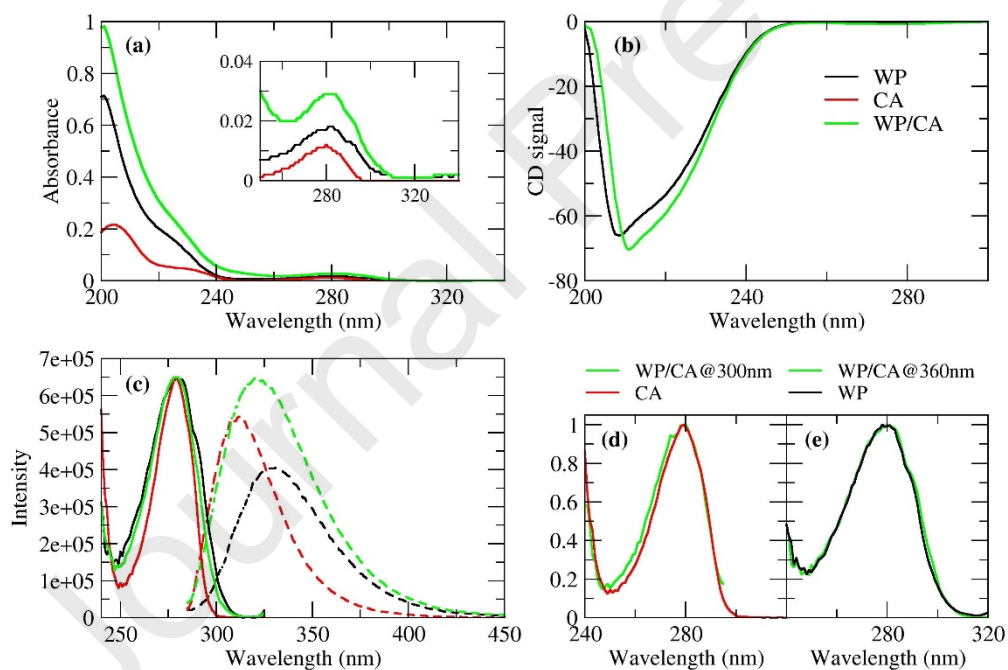 (a)
Absorbance
1
0.8
0.6
0.4
0.2
0
200 240 280 320
Wavelength (nm)
0.04
0.02
0.00
280 320
(b)
CD signal
0
-20
-40
-60
-80
200 240 280
Wavelength (nm)
WP
CA
WP/CA
(c)
Intensity
7e+05
6e+05
5e+05
4e+05
3e+05
2e+05
1e+05
0
250 300 350 400 450
Wavelength (nm)
WP/CA@300nm WP/CA@360nm
CA WP
(d) (e)
1
0.8
0.6
0.4
0.2
0
240 280 240 280 320
Wavelength (nm)
Journal Pre